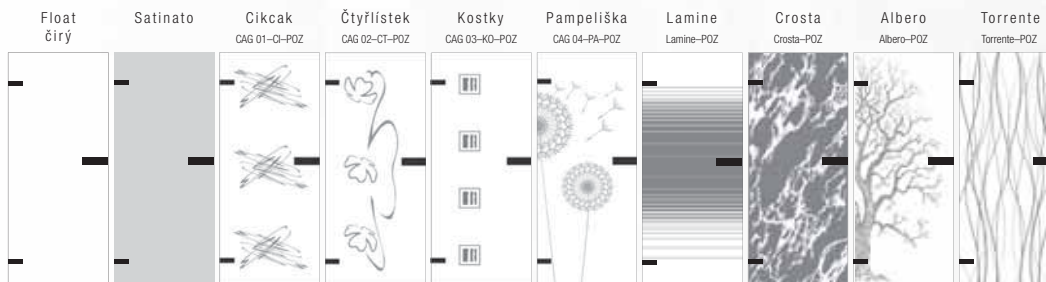 Float
čirý
Satinato
Cikcak
CAG 01–CI–POZ
Čtyřlístek
CAG 02–CT–POZ
Kostky
CAG 03–KO–POZ
Pampeliška
CAG 04–PA–POZ
Lamine
Lamine–POZ
Crosta
Crosta–POZ
Albero
Albero–POZ
Torrente
Torrente–POZ